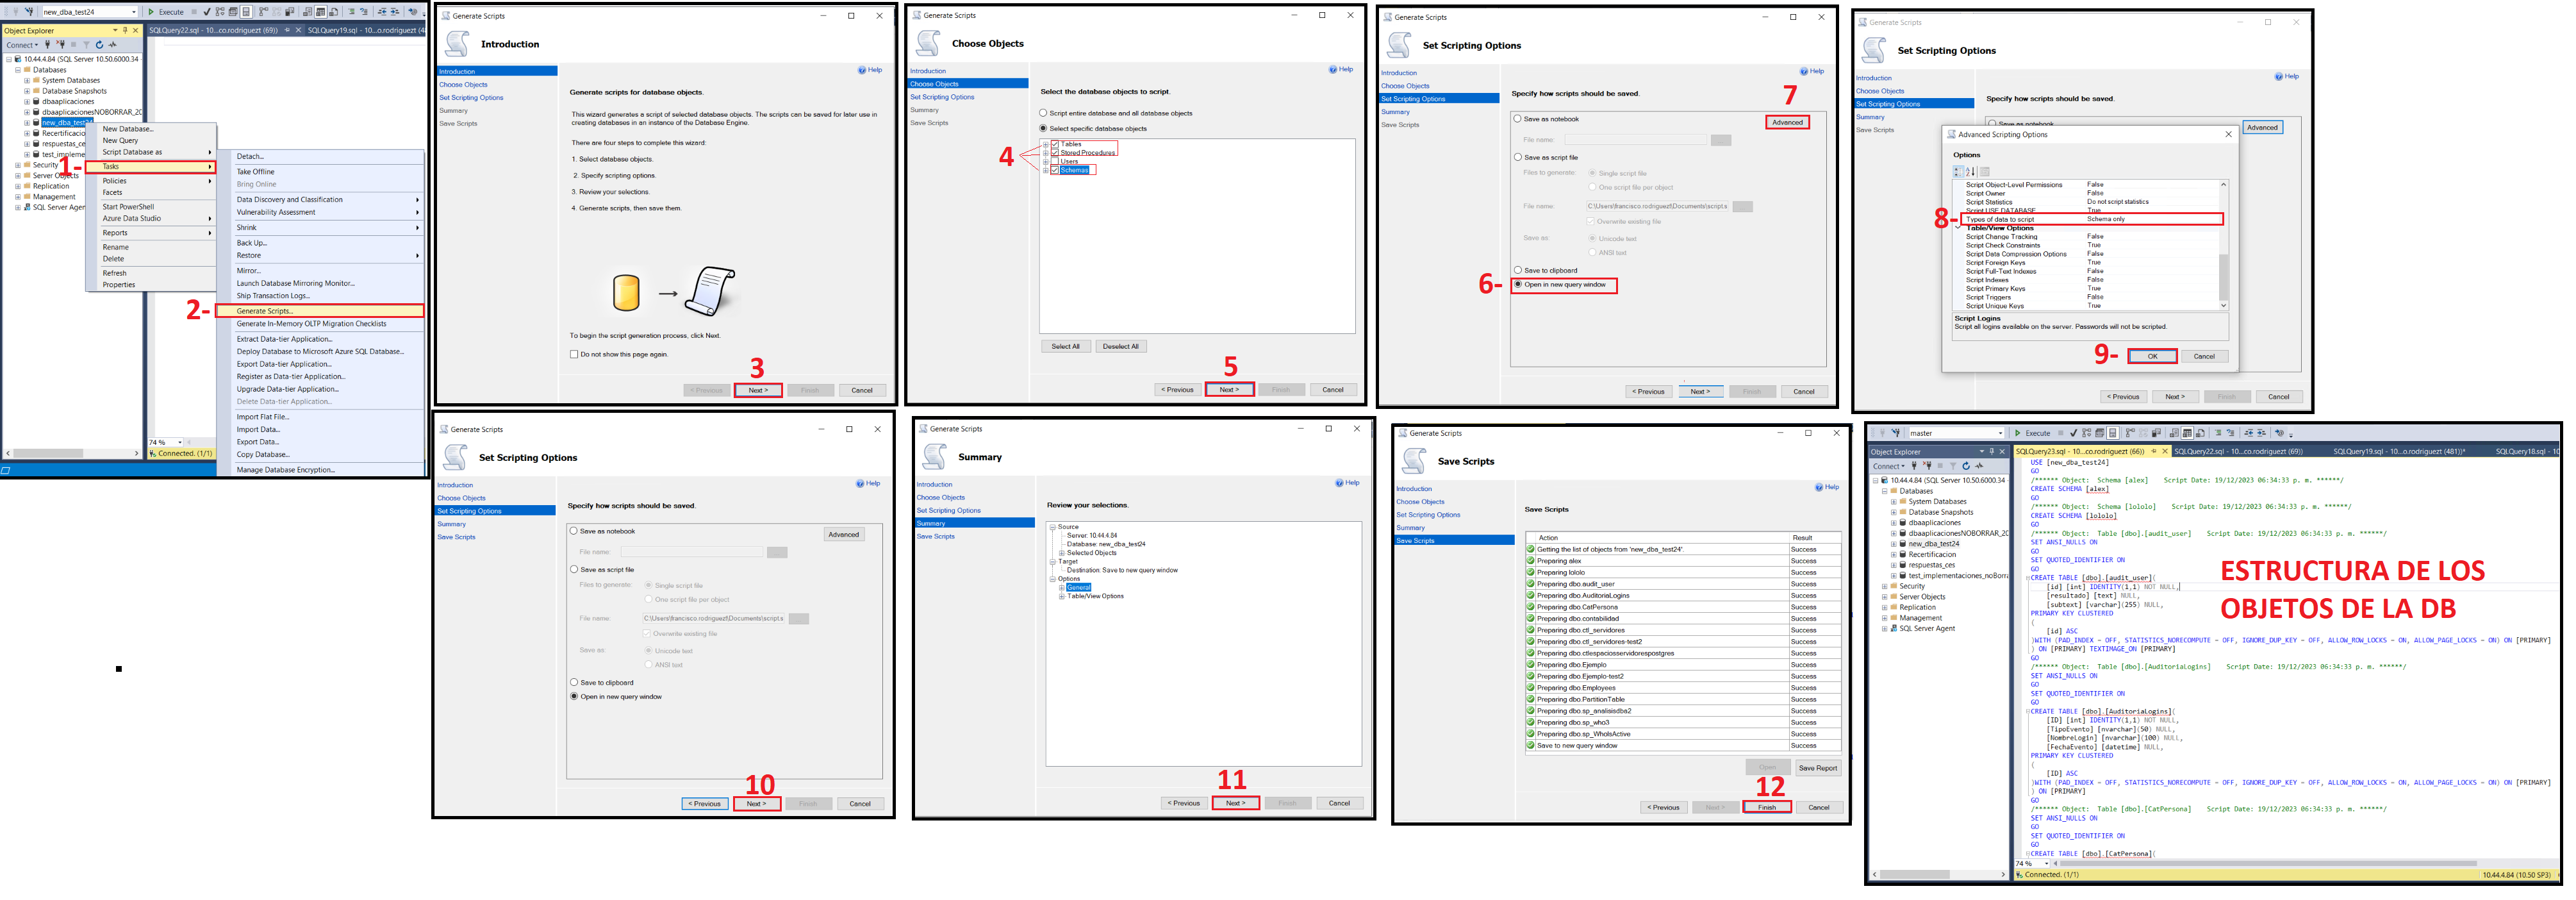 new_dba_test24
Execute
Object Explorer
SQLQuery22.sql - 10...co.rodriguezt (69))
SQLQuery19.sql - 10...o.rodriguezt (4
Connect
10.44.4.84 (SQL Server 10.50.6000.34
Databases
System Databases
Database Snapshots
dbaaplicaciones
dbaaplicacionesNOBORRAR_20
new_dba_test24
Recertificacio
respuestas_ces
test_impleme
Security
Server Objects
Replication
Management
SQL Server Agen
New Database...
New Query
Script Database as
1-
Tasks
Policies
Facets
Start PowerShell
Azure Data Studio
Reports
Rename
Delete
Refresh
Properties
Detach...
Take Offline
Bring Online
Data Discovery and Classification
Vulnerability Assessment
Shrink
Back Up...
Restore
Mirror...
Launch Database Mirroring Monitor...
Ship Transaction Logs...
2-
Generate Scripts...
Generate In-Memory OLTP Migration Checklists
Extract Data-tier Application...
Deploy Database to Microsoft Azure SQL Database...
Export Data-tier Application...
Register as Data-tier Application...
Upgrade Data-tier Application...
Delete Data-tier Application...
Import Flat File...
Import Data...
Export Data...
Copy Database...
Manage Database Encryption...
74 %
Connected. (1/1)
Generate Scripts
Introduction
Help
Introduction
Choose Objects
Set Scripting Options
Summary
Save Scripts
Generate scripts for database objects.
This wizard generates a script of selected database objects. The scripts can be saved for later use in
creating databases in an instance of the Database Engine.
There are four steps to complete this wizard:
1. Select database objects.
2. Specify scripting options.
3. Review your selections.
4. Generate scripts, then save them.
To begin the script generation process, click Next.
Do not show this page again.
3
< Previous
Next >
Finish
Cancel
Generate Scripts
Choose Objects
Help
Introduction
Choose Objects
Set Scripting Options
Summary
Save Scripts
Select the database objects to script.
Script entire database and all database objects
Select specific database objects
4
Tables
Stored Procedures
Users
Schemas
Select All
Deselect All
5
< Previous
Next >
Finish
Cancel
Generate Scripts
Set Scripting Options
Help
Introduction
Choose Objects
Set Scripting Options
Summary
Save Scripts
Specify how scripts should be saved.
7
Advanced
Save as notebook
File name:
Save as script file
Files to generate:
Single script file
One script file per object
File name:
C:\Users\francisco.rodriguezt\Documents\script.s
Overwrite existing file
Save as:
Unicode text
ANSI text
Save to clipboard
6-
Open in new query window
< Previous
Next >
Finish
Cancel
Generate Scripts
Set Scripting Options
Help
Introduction
Choose Objects
Set Scripting Options
Summary
Save Scripts
Specify how scripts should be saved.
Save as notebook
Advanced
Advanced Scripting Options
Options
Script Object-Level Permissions False
Script Owner False
Script Statistics Do not script statistics
Script USE DATABASE True
8-
Types of data to script Schema only
Table/View Options
Script Change Tracking False
Script Check Constraints True
Script Data Compression Options False
Script Foreign Keys True
Script Full-Text Indexes False
Script Indexes False
Script Primary Keys True
Script Triggers False
Script Unique Keys True
Script Logins
Script all logins available on the server. Passwords will not be scripted.
9-
OK
Cancel
< Previous
Next >
Finish
Cancel
Generate Scripts
Set Scripting Options
Help
Introduction
Choose Objects
Set Scripting Options
Summary
Save Scripts
Specify how scripts should be saved.
Save as notebook
Advanced
File name:
Save as script file
Files to generate:
Single script file
One script file per object
File name:
C:\Users\francisco.rodriguezt\Documents\script.s
Overwrite existing file
Save as:
Unicode text
ANSI text
Save to clipboard
Open in new query window
10
< Previous
Next >
Finish
Cancel
Generate Scripts
Summary
Help
Introduction
Choose Objects
Set Scripting Options
Summary
Save Scripts
Review your selections.
Source
Server: 10.44.4.84
Database: new_dba_test24
Selected Objects
Target
Destination: Save to new query window
Options
General
Table/View Options
11
< Previous
Next >
Finish
Cancel
Generate Scripts
Save Scripts
Help
Introduction
Choose Objects
Set Scripting Options
Summary
Save Scripts
Save Scripts
Action Result
Getting the list of objects from 'new_dba_test24'. Success
Preparing alex Success
Preparing lololo Success
Preparing dbo.audit_user Success
Preparing dbo.AuditoriaLogins Success
Preparing dbo.CatPersona Success
Preparing dbo.contabilidad Success
Preparing dbo.ctl_servidores Success
Preparing dbo.ctl_servidores-test2 Success
Preparing dbo.ctlespaciosservidorespostgres Success
Preparing dbo.Ejemplo Success
Preparing dbo.Ejemplo-test2 Success
Preparing dbo.Employees Success
Preparing dbo.PartitionTable Success
Preparing dbo.sp_analisisdba2 Success
Preparing dbo.sp_who3 Success
Preparing dbo.sp_WhoIsActive Success
Save to new query window Success
Open
Save Report
12
< Previous
Next >
Finish
Cancel
master
Execute
Object Explorer
SQLQuery23.sql - 10...co.rodriguezt (66))
SQLQuery22.sql - 10...co.rodriguezt (69))
SQLQuery19.sql - 10...o.rodriguezt (481))*
SQLQuery18.sql - 10
Connect
10.44.4.84 (SQL Server 10.50.6000.34 -
Databases
System Databases
Database Snapshots
dbaaplicaciones
dbaaplicacionesNOBORRAR_20
new_dba_test24
Recertificacion
respuestas_ces
test_implementaciones_noBorra
Security
Server Objects
Replication
Management
SQL Server Agent
USE [new_dba_test24]
GO
/****** Object: Schema [alex] Script Date: 19/12/2023 06:34:33 p. m. ******/
CREATE SCHEMA [alex]
GO
/****** Object: Schema [lololo] Script Date: 19/12/2023 06:34:33 p. m. ******/
CREATE SCHEMA [lololo]
GO
/****** Object: Table [dbo].[audit_user] Script Date: 19/12/2023 06:34:33 p. m. ******/
SET ANSI_NULLS ON
GO
SET QUOTED_IDENTIFIER ON
GO
CREATE TABLE [dbo].[audit_user](
[id] [int] IDENTITY(1,1) NOT NULL,
[resultado] [text] NULL,
[subtext] [varchar](255) NULL,
PRIMARY KEY CLUSTERED
(
[id] ASC
)WITH (PAD_INDEX = OFF, STATISTICS_NORECOMPUTE = OFF, IGNORE_DUP_KEY = OFF, ALLOW_ROW_LOCKS = ON, ALLOW_PAGE_LOCKS = ON) ON [PRIMARY]
) ON [PRIMARY] TEXTIMAGE_ON [PRIMARY]
GO
/****** Object: Table [dbo].[AuditoriaLogins] Script Date: 19/12/2023 06:34:33 p. m. ******/
SET ANSI_NULLS ON
GO
SET QUOTED_IDENTIFIER ON
GO
CREATE TABLE [dbo].[AuditoriaLogins](
[ID] [int] IDENTITY(1,1) NOT NULL,
[TipoEvento] [nvarchar](50) NULL,
[NombreLogin] [nvarchar](100) NULL,
[FechaEvento] [datetime] NULL,
PRIMARY KEY CLUSTERED
(
[ID] ASC
)WITH (PAD_INDEX = OFF, STATISTICS_NORECOMPUTE = OFF, IGNORE_DUP_KEY = OFF, ALLOW_ROW_LOCKS = ON, ALLOW_PAGE_LOCKS = ON) ON [PRIMARY]
) ON [PRIMARY]
GO
/****** Object: Table [dbo].[CatPersona] Script Date: 19/12/2023 06:34:33 p. m. ******/
SET ANSI_NULLS ON
GO
SET QUOTED_IDENTIFIER ON
GO
CREATE TABLE [dbo].[CatPersona](
ESTRUCTURA DE LOS
OBJETOS DE LA DB
74 %
Connected. (1/1)
10.44.4.84 (10.50 SP3)